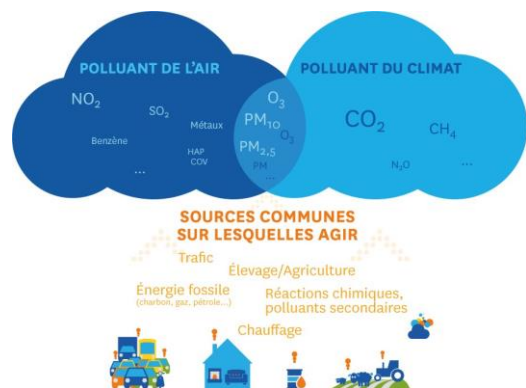 POLLUANT DE L'AIR
POLLUANT DU CLIMAT
NO₂
SO₂
Métaux
Benzène
HAP
COV
...
O₃
PM₁₀
O₃
PM₂,₅
PM
...
CO₂
CH₄
N₂O
...
SOURCES COMMUNES
SUR LESQUELLES AGIR
Trafic
Élevage/Agriculture
Énergie fossile
(charbon, gaz, pétrole...)
Réactions chimiques,
polluants secondaires
Chauffage